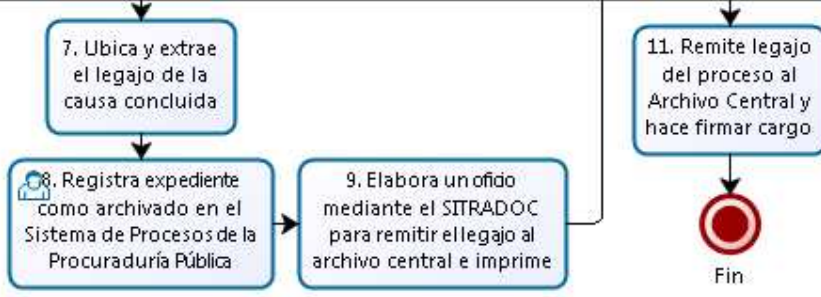 7. Ubica y extrae
el legajo de la
causa concluida
8. Registra expediente
como archivado en el
Sistema de Procesos de la
Procuraduría Pública
9. Elabora un oficio
mediante el SITRADOC
para remitir el legajo al
archivo central e imprime
11. Remite legajo
del proceso al
Archivo Central y
hace firmar cargo
Fin